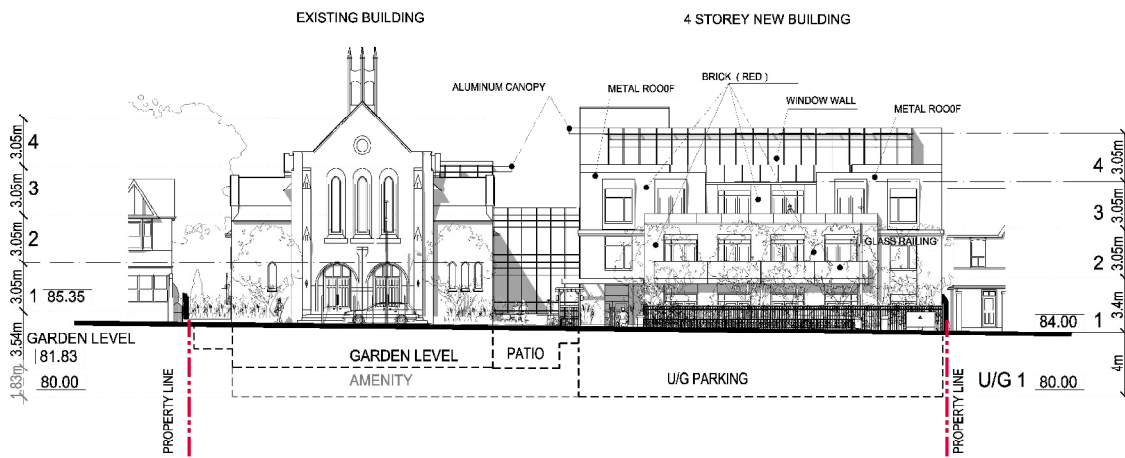 EXISTING BUILDING
4 STOREY NEW BUILDING
ALUMINUM CANOPY
METAL ROO0F
BRICK ( RED )
WINDOW WALL
METAL ROO0F
GLASS RAILING
4
3.05m
3
3.05m
2
3.05m
1
3.05m
85.35
3.54m
GARDEN LEVEL
81.83
1.83m
80.00
PROPERTY LINE
GARDEN LEVEL
AMENITY
PATIO
U/G PARKING
PROPERTY LINE
4
3.05m
3
3.05m
2
3.05m
84.00
1
3.4m
U/G 1
80.00
4m